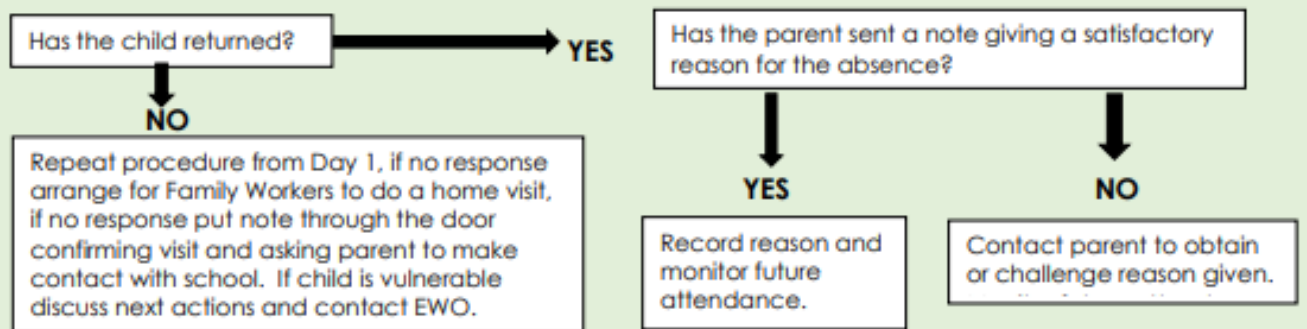 Has the child returned?
YES
Has the parent sent a note giving a satisfactory
reason for the absence?
NO
Repeat procedure from Day 1, if no response
arrange for Family Workers to do a home visit,
if no response put note through the door
confirming visit and asking parent to make
contact with school.  If child is vulnerable
discuss next actions and contact EWO.
YES
Record reason and
monitor future
attendance.
NO
Contact parent to obtain
or challenge reason given.